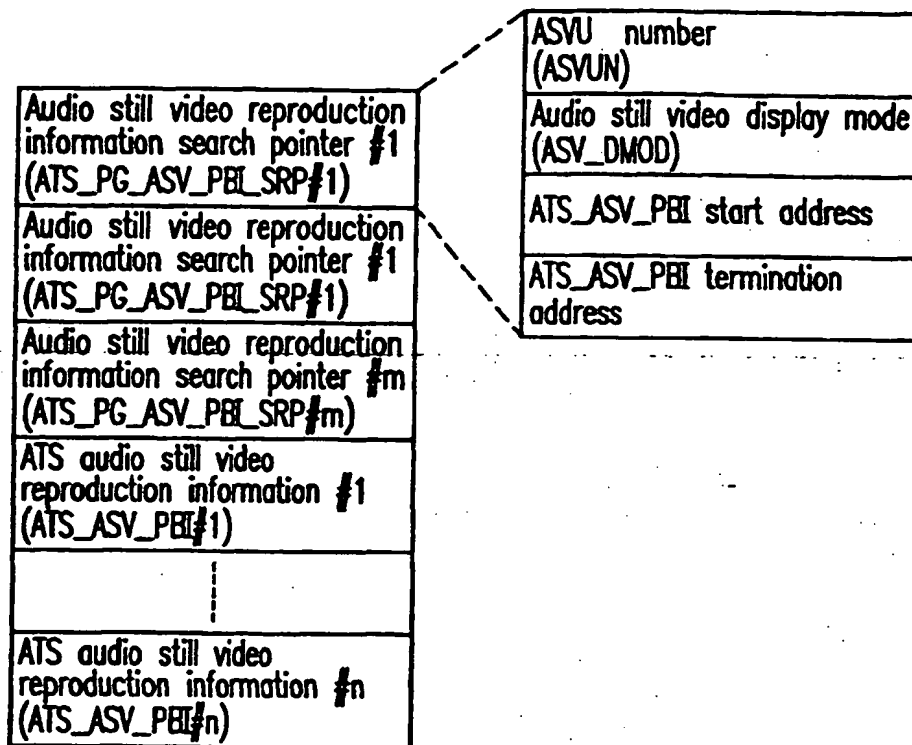 Audio still video reproduction
information search pointer #1
(ATS_PG_ASV_PBI_SRP#1)
Audio still video reproduction
information search pointer #1
(ATS_PG_ASV_PBI_SRP#1)
Audio still video reproduction
information search pointer #m
(ATS_PG_ASV_PBI_SRP#m)
ATS audio still video
reproduction information #1
(ATS_ASV_PBI#1)
ATS audio still video
reproduction information #n
(ATS_ASV_PBI#n)
ASVU number
(ASVUN)
Audio still video display mode
(ASV_DMOD)
ATS_ASV_PBI start address
ATS_ASV_PBI termination
address